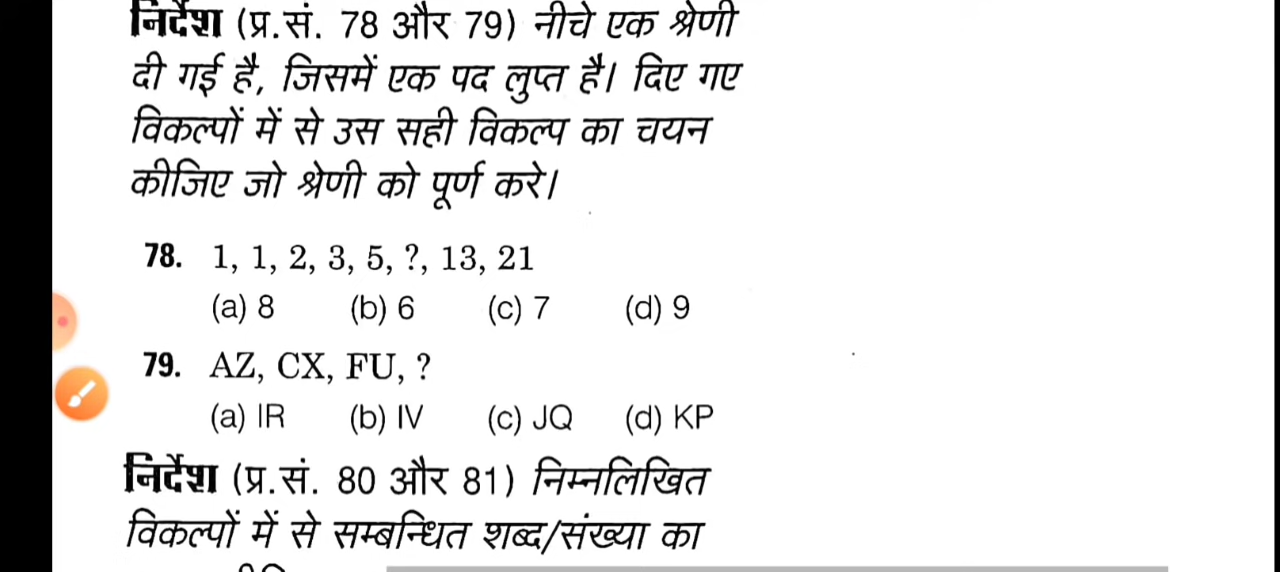 निर्देश (प्र.सं. 78 और 79) नीचे एक श्रेणी
दी गई है, जिसमें एक पद लुप्त है। दिए गए
विकल्पों में से उस सही विकल्प का चयन
कीजिए जो श्रेणी को पूर्ण करे।
78. 1, 1, 2, 3, 5, ?, 13, 21
(a) 8 (b) 6 (c) 7 (d) 9
79. AZ, CX, FU, ?
(a) IR (b) IV (c) JQ (d) KP
निर्देश (प्र.सं. 80 और 81) निम्नलिखित
विकल्पों में से सम्बन्धित शब्द/संख्या का